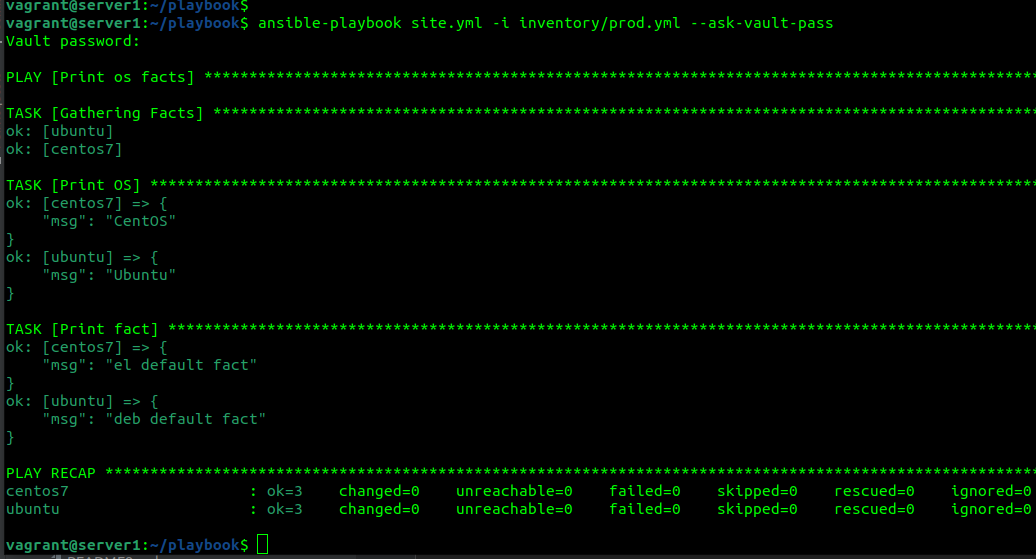 vagrant@server1:~/playbook$
vagrant@server1:~/playbook$ ansible-playbook site.yml -i inventory/prod.yml --ask-vault-pass
Vault password:
PLAY [Print os facts] ********************************************************************************************
TASK [Gathering Facts] *******************************************************************************************
ok: [ubuntu]
ok: [centos7]
TASK [Print OS] **************************************************************************************************
ok: [centos7] => {
    "msg": "CentOS"
}
ok: [ubuntu] => {
    "msg": "Ubuntu"
}
TASK [Print fact] ************************************************************************************************
ok: [centos7] => {
    "msg": "el default fact"
}
ok: [ubuntu] => {
    "msg": "deb default fact"
}
PLAY RECAP *******************************************************************************************************
centos7                    : ok=3    changed=0    unreachable=0    failed=0    skipped=0    rescued=0    ignored=0
ubuntu                     : ok=3    changed=0    unreachable=0    failed=0    skipped=0    rescued=0    ignored=0
vagrant@server1:~/playbook$